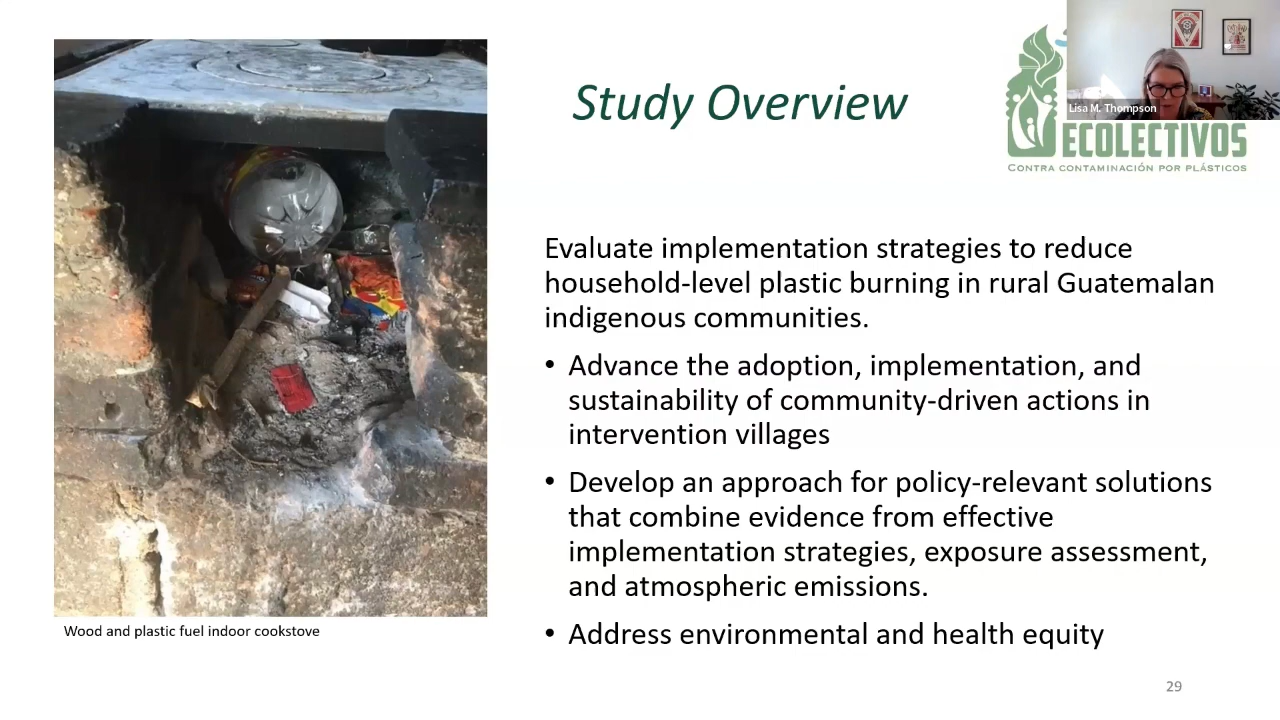 Study Overview
Lisa M. Thompson
ECOLECTIVOS
CONTRA CONTAMINACIÓN POR PLÁSTICOS
Evaluate implementation strategies to reduce
household-level plastic burning in rural Guatemalan
indigenous communities.
• Advance the adoption, implementation, and
sustainability of community-driven actions in
intervention villages
• Develop an approach for policy-relevant solutions
that combine evidence from effective
implementation strategies, exposure assessment,
and atmospheric emissions.
• Address environmental and health equity
Wood and plastic fuel indoor cookstove
29